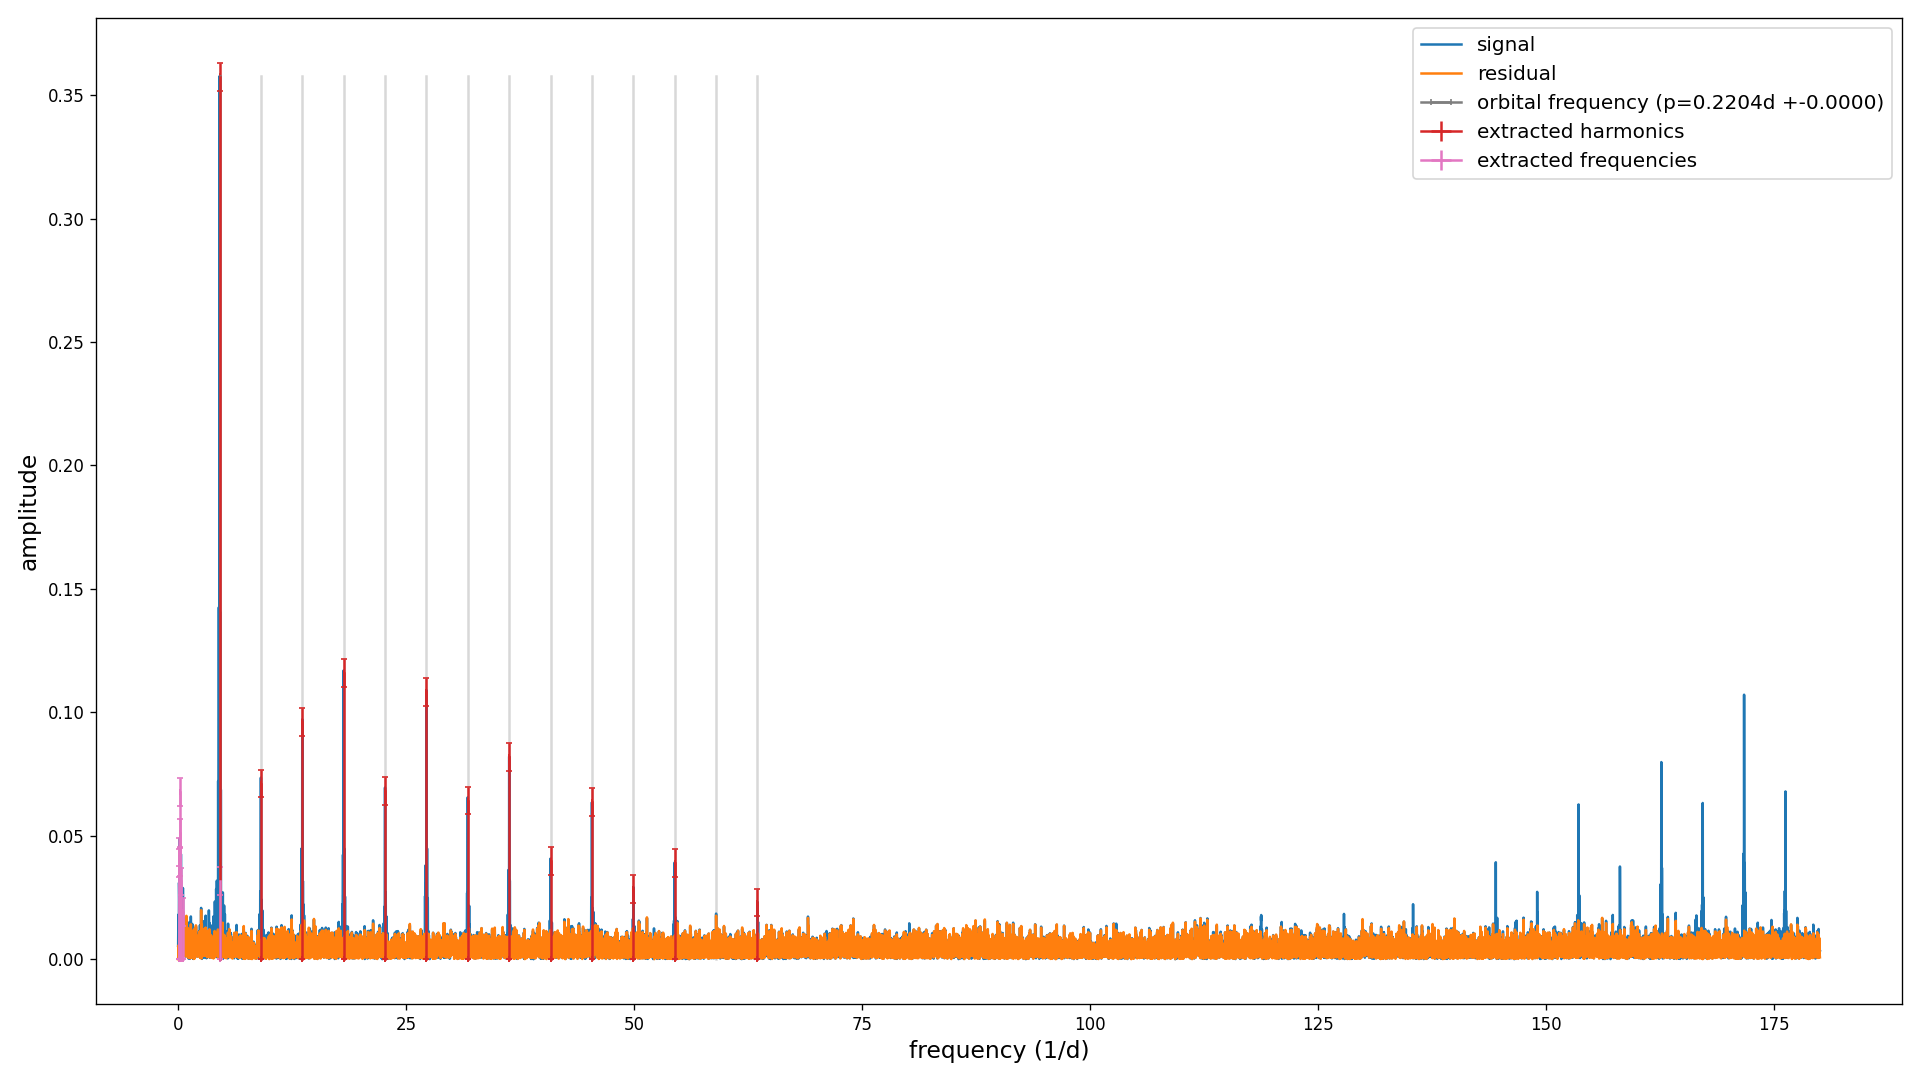 signal
residual
orbital frequency (p=0.2204d +-0.0000)
extracted harmonics
extracted frequencies
0.35
0.30
0.25
0.20
0.15
0.10
0.05
0.00
amplitude
0 25 50 75 100 125 150 175
frequency (1/d)